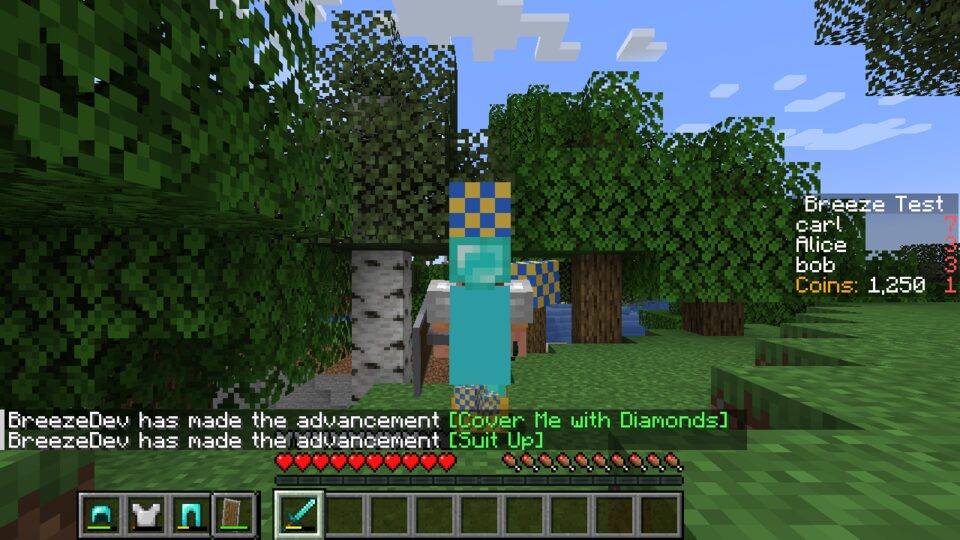 Breeze Test
carl 7
Alice 3
bob 3
Coins: 1,250 1
BreezeDev has made the advancement [Cover Me with Diamonds]
BreezeDev has made the advancement [Suit Up]